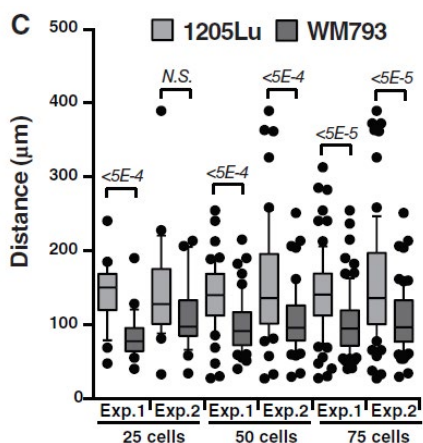 C
500
1205Lu WM793
N.S.
<5E-4
<5E-5
400
<5E-5
300
<5E-4
<5E-4
Distance (μm)
200
100
0
Exp.1 Exp.2 Exp.1 Exp.2 Exp.1 Exp.2
25 cells 50 cells 75 cells